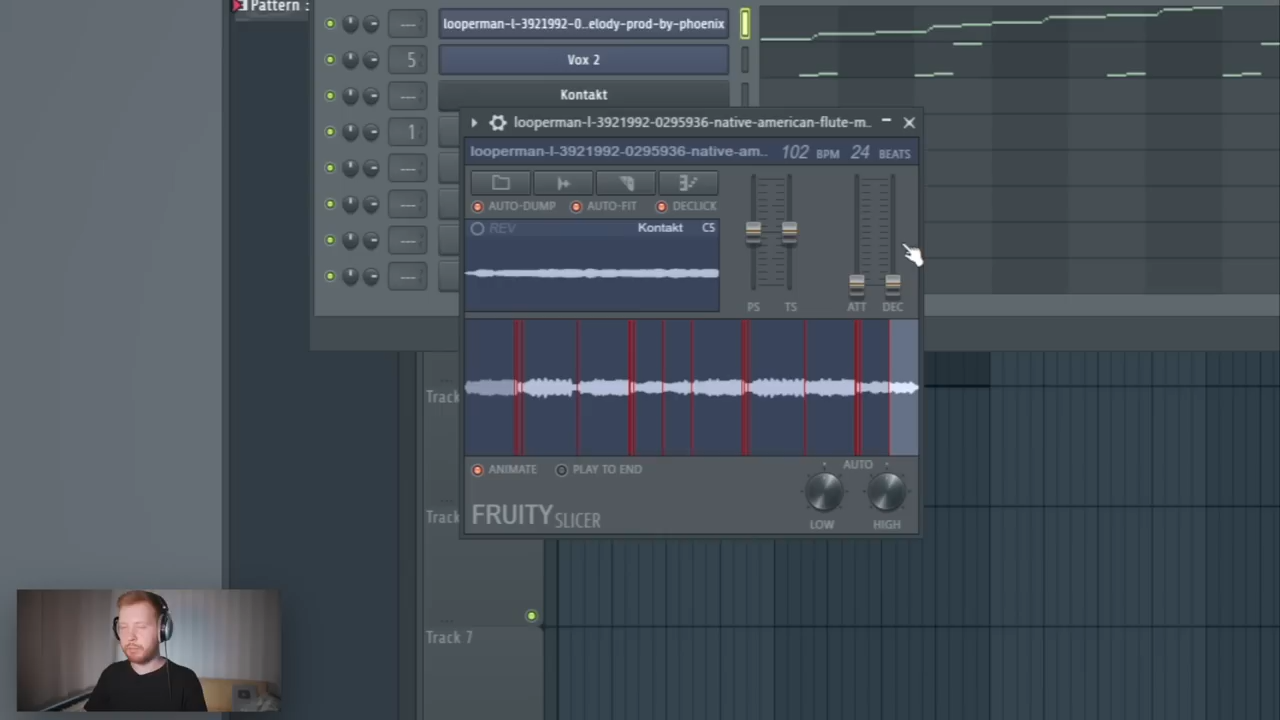 Pattern :
--- looperman-l-3921992-0..elody-prod-by-phoenix
5 Vox 2
--- Kontakt
1
---
---
---
---
looperman-l-3921992-0295936-native-american-flute-m..
looperman-l-3921992-0295936-native-am.. 102 BPM 24 BEATS
AUTO-DUMP AUTO-FIT DECLICK
REV Kontakt C5
PS TS ATT DEC
ANIMATE PLAY TO END AUTO
FRUITY SLICER LOW HIGH
Track
Track
Track 7